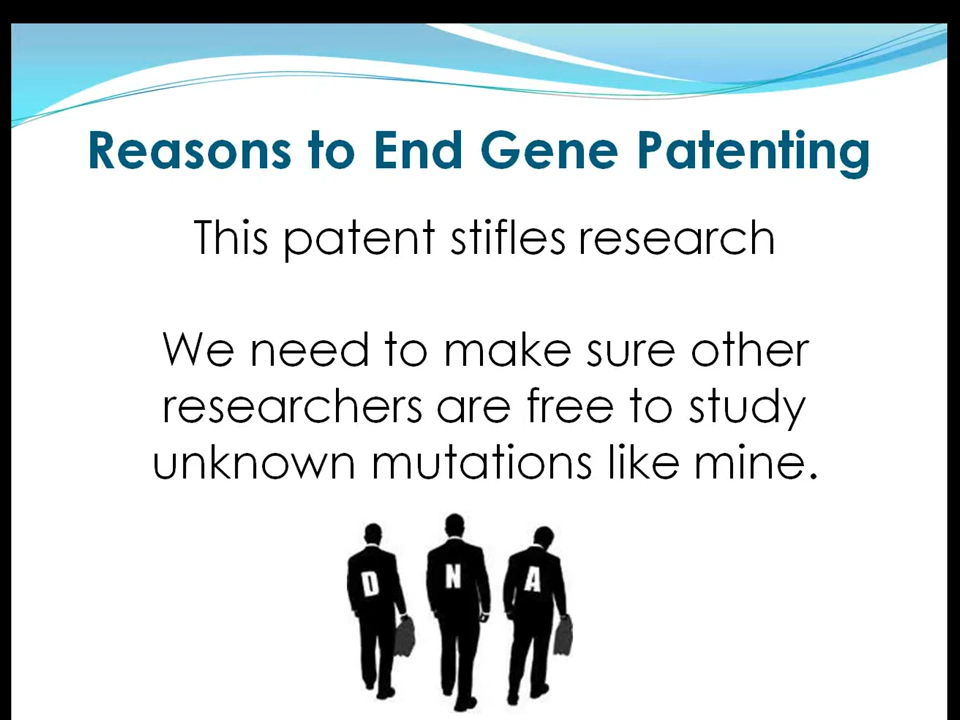 Reasons to End Gene Patenting
This patent stifles research
We need to make sure other
researchers are free to study
unknown mutations like mine.
D N A